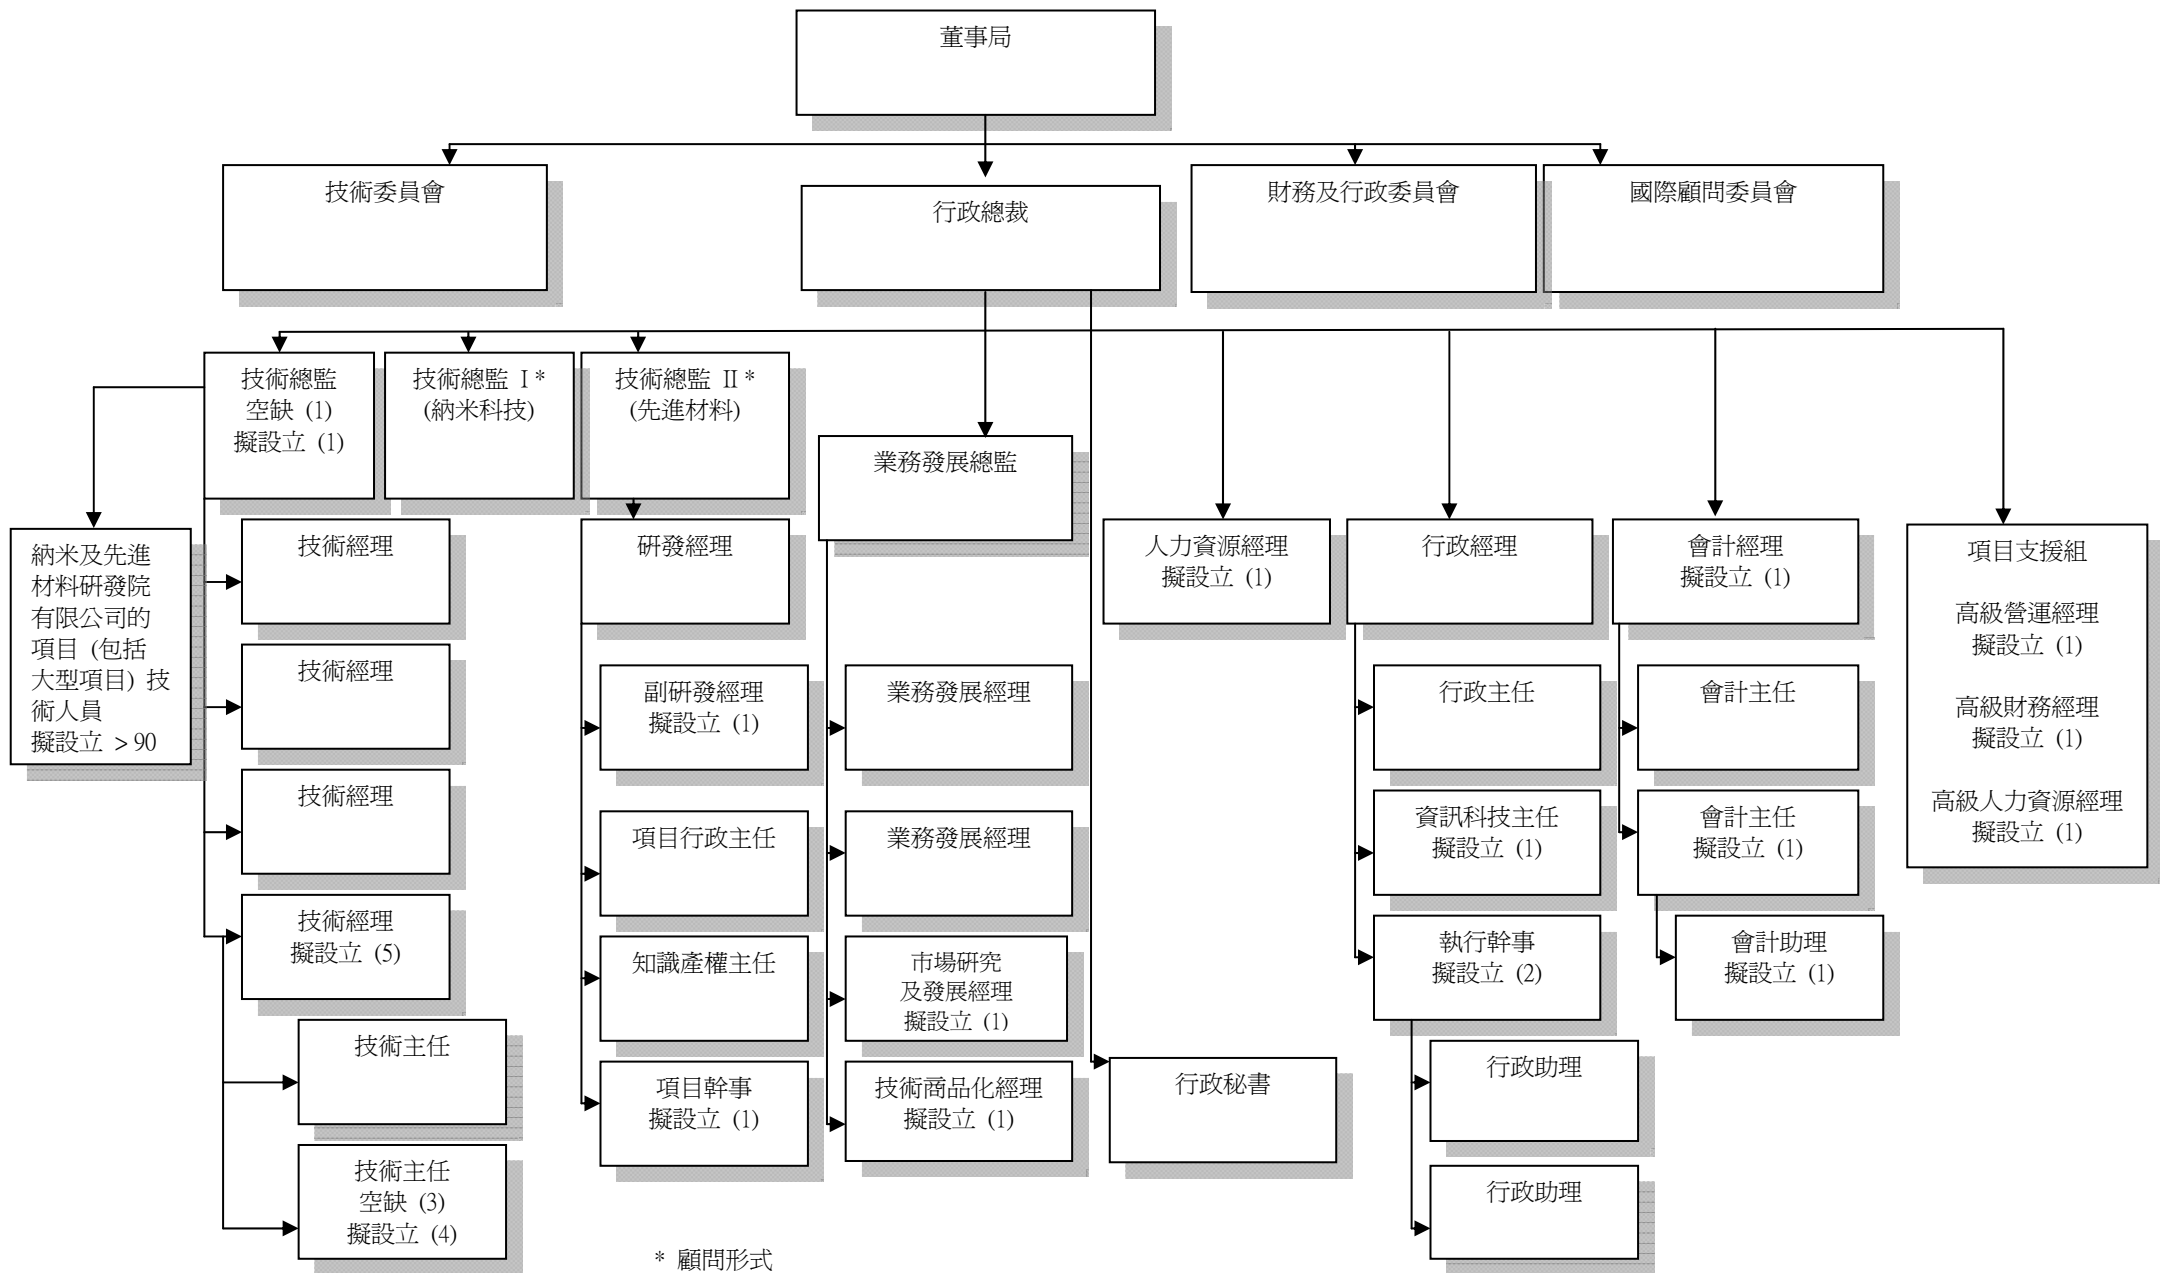 董事局
技術委員會
行政總裁
財務及行政委員會
國際顧問委員會
技術總監
空缺 (1)
擬設立 (1)
技術總監 I *
(納米科技)
技術總監 II *
(先進材料)
業務發展總監
納米及先進
材料研發院
有限公司的
項目 (包括
大型項目) 技
術人員
擬設立 > 90
技術經理
技術經理
技術經理
技術經理
擬設立 (5)
技術主任
技術主任
空缺 (3)
擬設立 (4)
研發經理
副研發經理
擬設立 (1)
項目行政主任
知識產權主任
項目幹事
擬設立 (1)
業務發展經理
業務發展經理
市場研究
及發展經理
擬設立 (1)
技術商品化經理
擬設立 (1)
人力資源經理
擬設立 (1)
行政秘書
行政經理
行政主任
資訊科技主任
擬設立 (1)
執行幹事
擬設立 (2)
行政助理
行政助理
會計經理
擬設立 (1)
會計主任
會計主任
擬設立 (1)
會計助理
擬設立 (1)
項目支援組
高級營運經理
擬設立 (1)
高級財務經理
擬設立 (1)
高級人力資源經理
擬設立 (1)
* 顧問形式